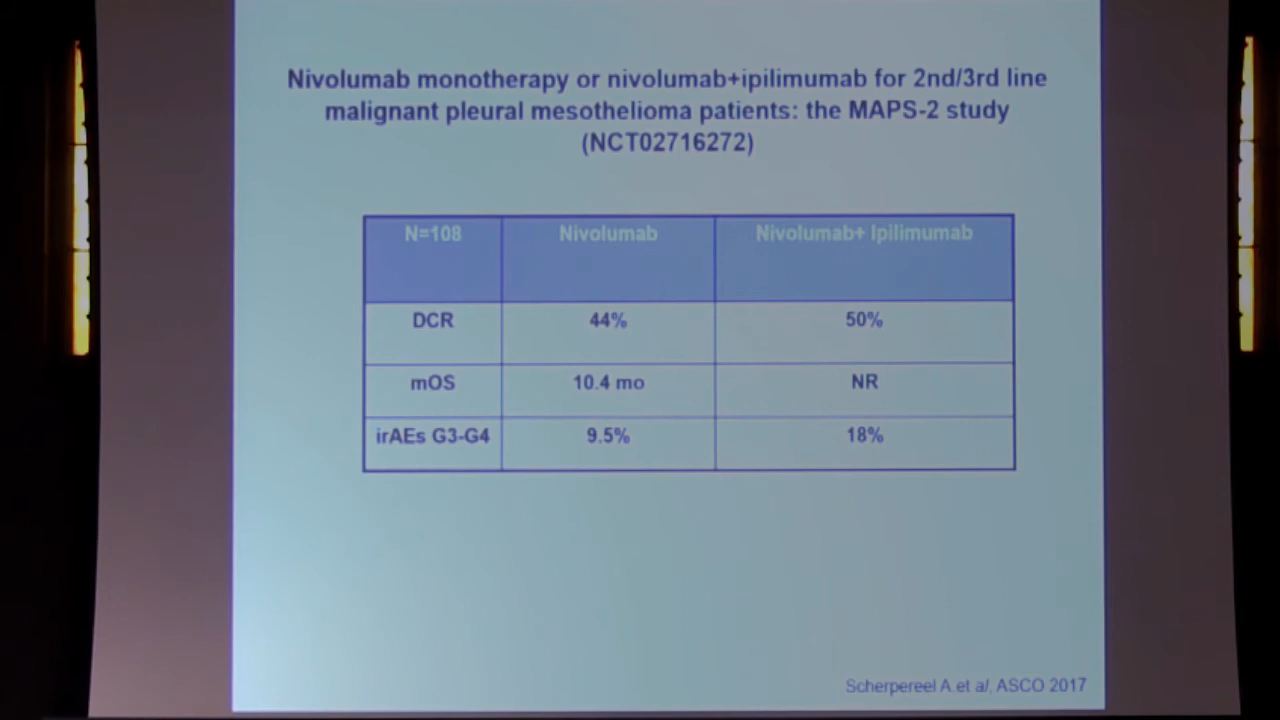 Nivolumab monotherapy or nivolumab+ipilimumab for 2nd/3rd line
malignant pleural mesothelioma patients: the MAPS-2 study
(NCT02716272)
N=108 Nivolumab Nivolumab+ Ipilimumab
DCR 44% 50%
mOS 10.4 mo NR
irAEs G3-G4 9.5% 18%
Scherpereel A.et al, ASCO 2017